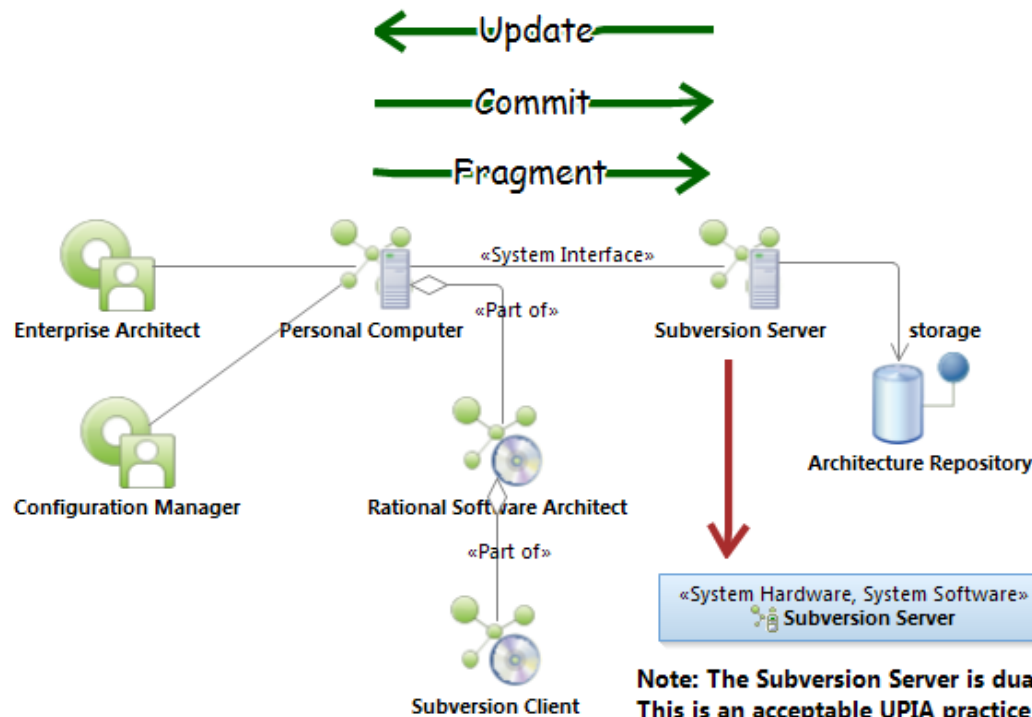 Update
Commit
Fragment
«System Interface»
Enterprise Architect
Personal Computer
«Part of»
Subversion Server
storage
Architecture Repository
Configuration Manager
Rational Software Architect
«Part of»
«System Hardware, System Software»
Subversion Server
Subversion Client
Note: The Subversion Server is dua
This is an acceptable UPIA practice